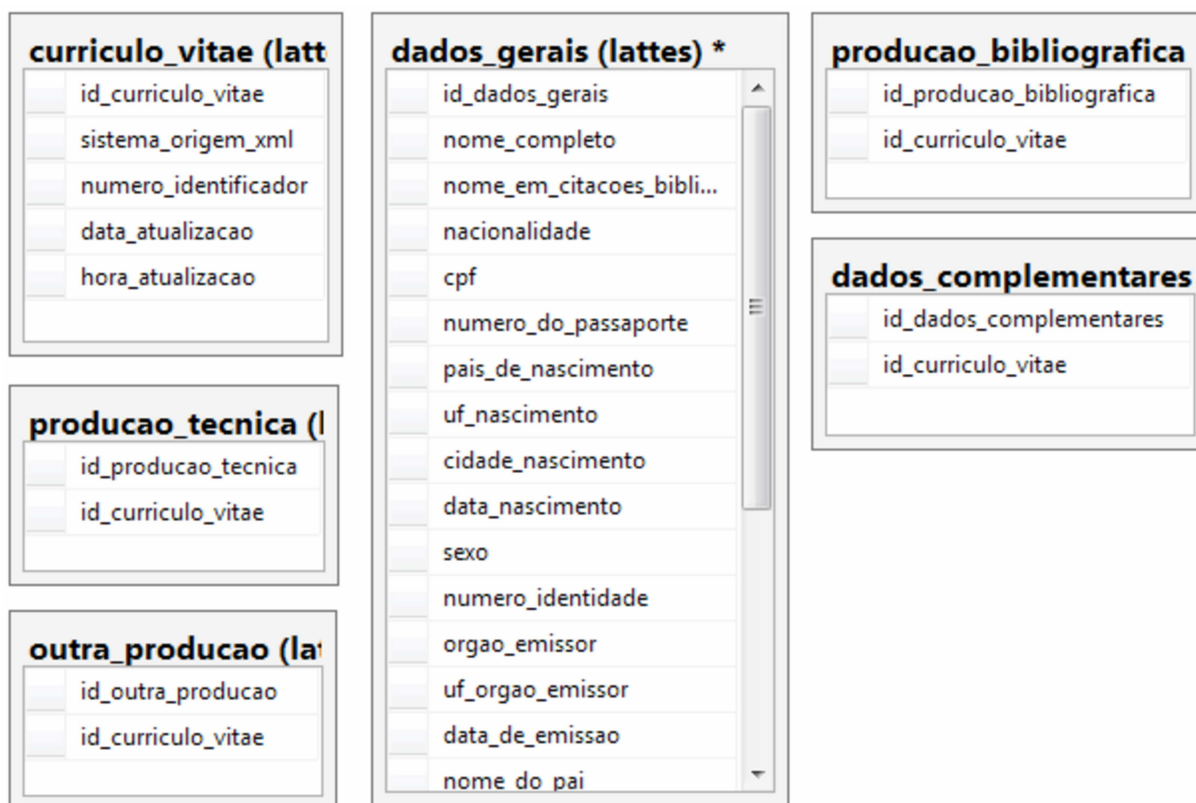 curriculo_vitae (latt
id_curriculo_vitae
sistema_origem_xml
numero_identificador
data_atualizacao
hora_atualizacao
producao_tecnica (l
id_producao_tecnica
id_curriculo_vitae
outra_producao (lat
id_outra_producao
id_curriculo_vitae
dados_gerais (lattes) *
id_dados_gerais
nome_completo
nome_em_citacoes_bibli...
nacionalidade
cpf
numero_do_passaporte
pais_de_nascimento
uf_nascimento
cidade_nascimento
data_nascimento
sexo
numero_identidade
orgao_emissor
uf_orgao_emissor
data_de_emissao
nome_do_pai
producao_bibliografica
id_producao_bibliografica
id_curriculo_vitae
dados_complementares
id_dados_complementares
id_curriculo_vitae